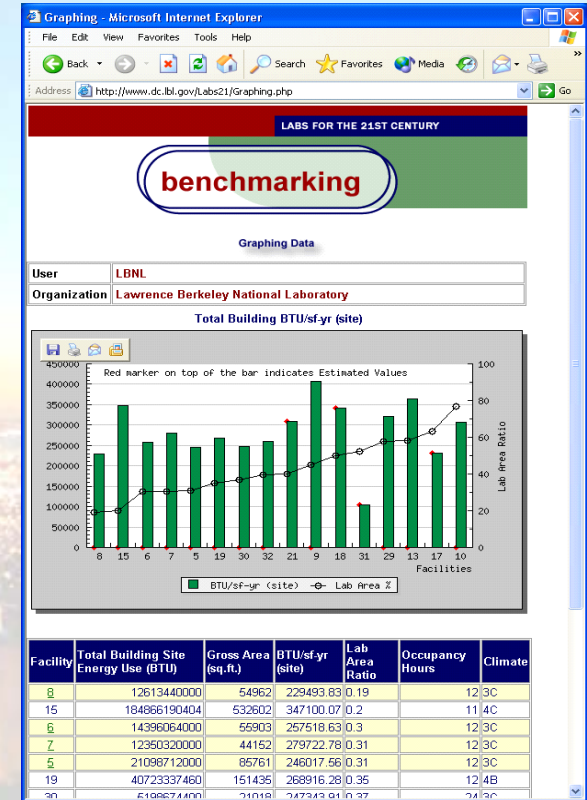 Graphing - Microsoft Internet Explorer
File Edit View Favorites Tools Help
Back Search Favorites Media »
Address http://www.dc.lbl.gov/Labs21/Graphing.php Go
LABS FOR THE 21ST CENTURY
benchmarking
Graphing Data
User LBNL
Organization Lawrence Berkeley National Laboratory
Total Building BTU/sf-yr (site)
Red marker on top of the bar indicates Estimated Values
450000 100
400000
350000 80
300000
250000 60
200000 40
150000
100000 20
50000
0 0
Lab Area Ratio
8 15 6 7 5 19 30 32 21 9 18 31 29 13 17 10
Facilities
BTU/sf-yr (site) Lab Area %
Facility Total Building Site Energy Use (BTU) Gross Area (sq.ft.) BTU/sf-yr (site) Lab Area Ratio Occupancy Hours Climate
8 12613440000 54962 229493.83 0.19 12 3C
15 184866190404 532602 347100.07 0.2 11 4C
6 14396064000 55903 257518.63 0.3 12 3C
7 12350320000 44152 279722.78 0.31 12 3C
5 21098712000 85761 246017.56 0.31 12 3C
19 40723337460 151435 268916.28 0.35 12 4B
30 5198674400 21018 247343.91 0.37 24 3C